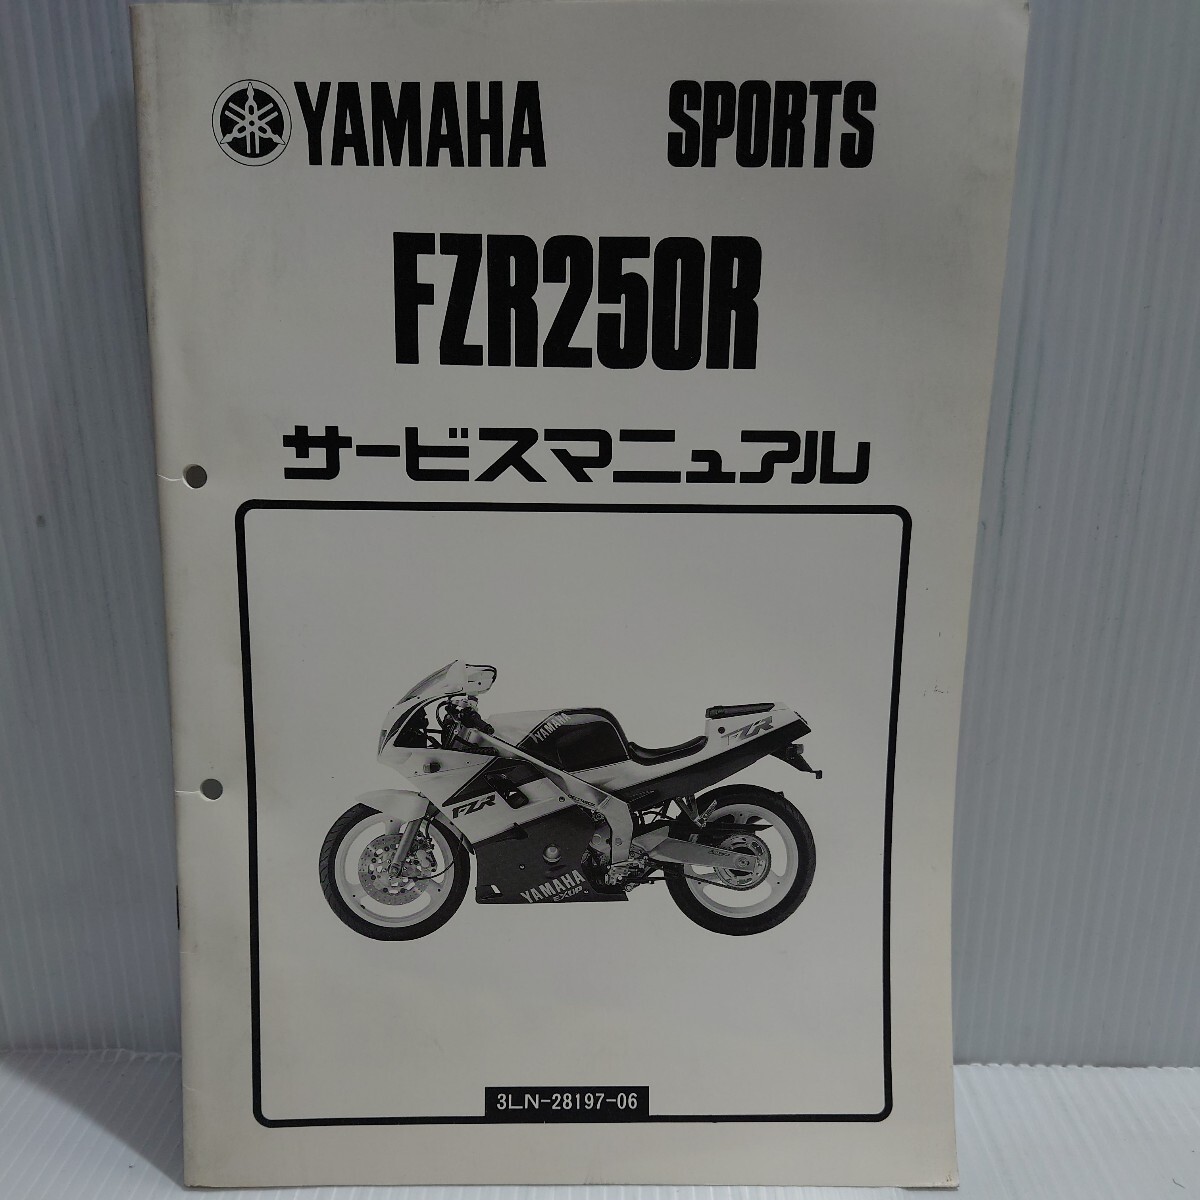 YAMAHA SPORTS
FZR250R
サービスマニュアル
YAMAHA
FZR
FZR
YAMAHA
EXUP
3LN-28197-06